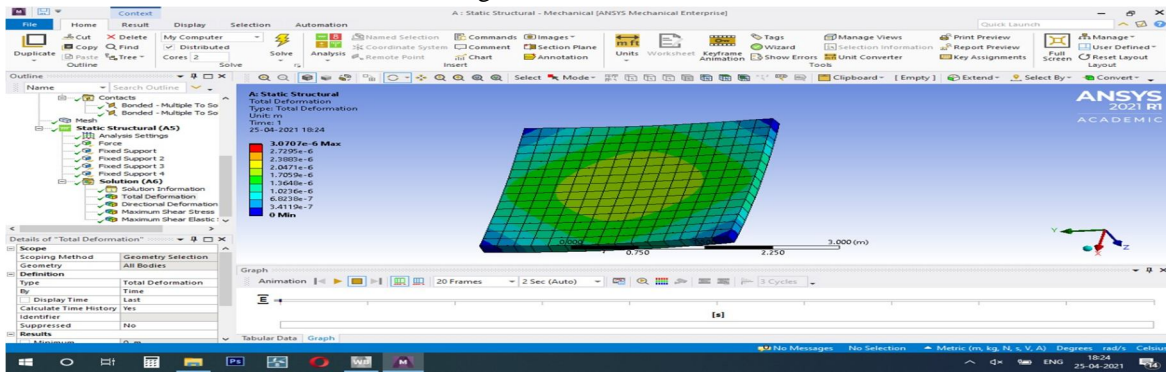 Context
A : Static Structural - Mechanical [ANSYS Mechanical Enterprise]
File Home Result Display Selection Automation
Quick Launch
Duplicate
Cut
Copy
Paste
Delete
Find
Tree
Outline
My Computer
Distributed
Cores 2
Solve
Solve
Analysis
Named Selection
Coordinate System
Remote Point
Commands
Comment
Chart
Images
Section Plane
Annotation
Insert
Units
Worksheet
Keyframe
Animation
Tags
Wizard
Show Errors
Manage Views
Selection Information
Unit Converter
Print Preview
Report Preview
Key Assignments
Tools
Full
Screen
Manage
User Defined
Reset Layout
Layout
Outline
Name
Search Outline
Select Mode
Clipboard [ Empty ] Extend Select By Convert
Contacts
Bonded - Multiple To So
Bonded - Multiple To So
Mesh
Static Structural (A5)
Analysis Settings
Force
Fixed Support
Fixed Support 2
Fixed Support 3
Fixed Support 4
Solution (A6)
Solution Information
Total Deformation
Directional Deformation
Maximum Shear Stress
Maximum Shear Elastic
A: Static Structural
Total Deformation
Type: Total Deformation
Unit: m
Time: 1
25-04-2021 18:24
3.0707e-6 Max
2.7295e-6
2.3883e-6
2.0471e-6
1.7059e-6
1.3648e-6
1.0236e-6
6.8238e-7
3.4119e-7
0 Min
ANSYS
2021 R1
ACADEMIC
0.000
3.000 (m)
0.750
2.250
Y
Z
X
Details of "Total Deformation"
Scope
Scoping Method Geometry Selection
Geometry All Bodies
Definition
Type Total Deformation
By Time
Display Time Last
Calculate Time History Yes
Identifier
Suppressed No
Results
Minimum 0. m
Graph
Animation 20 Frames 2 Sec (Auto) 3 Cycles
[s]
Tabular Data Graph
No Messages No Selection Metric (m, kg, N, s, V, A) Degrees rad/s Celsius
Ps
WB
M
ENG
18:24
25-04-2021